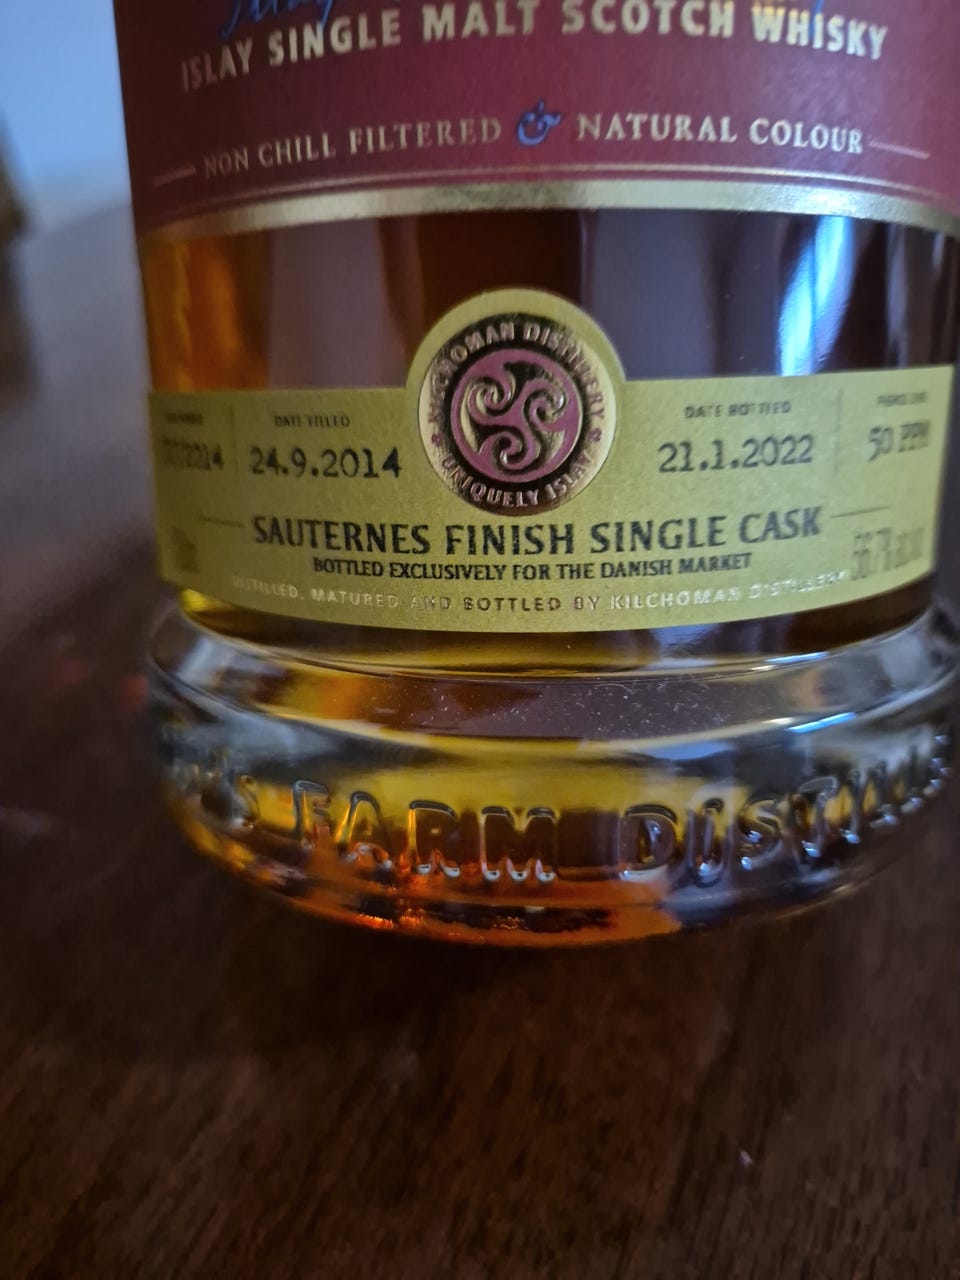 ISLAY SINGLE MALT SCOTCH WHISKY
NON CHILL FILTERED & NATURAL COLOUR
KILCHOMAN DISTILLERY
UNIQUELY ISLAY
DATE FILLED
24.9.2014
DATE BOTTLED
21.1.2022
50 PPM
SAUTERNES FINISH SINGLE CASK
BOTTLED EXCLUSIVELY FOR THE DANISH MARKET
DISTILLED, MATURED AND BOTTLED BY KILCHOMAN DISTILLERY
FARM